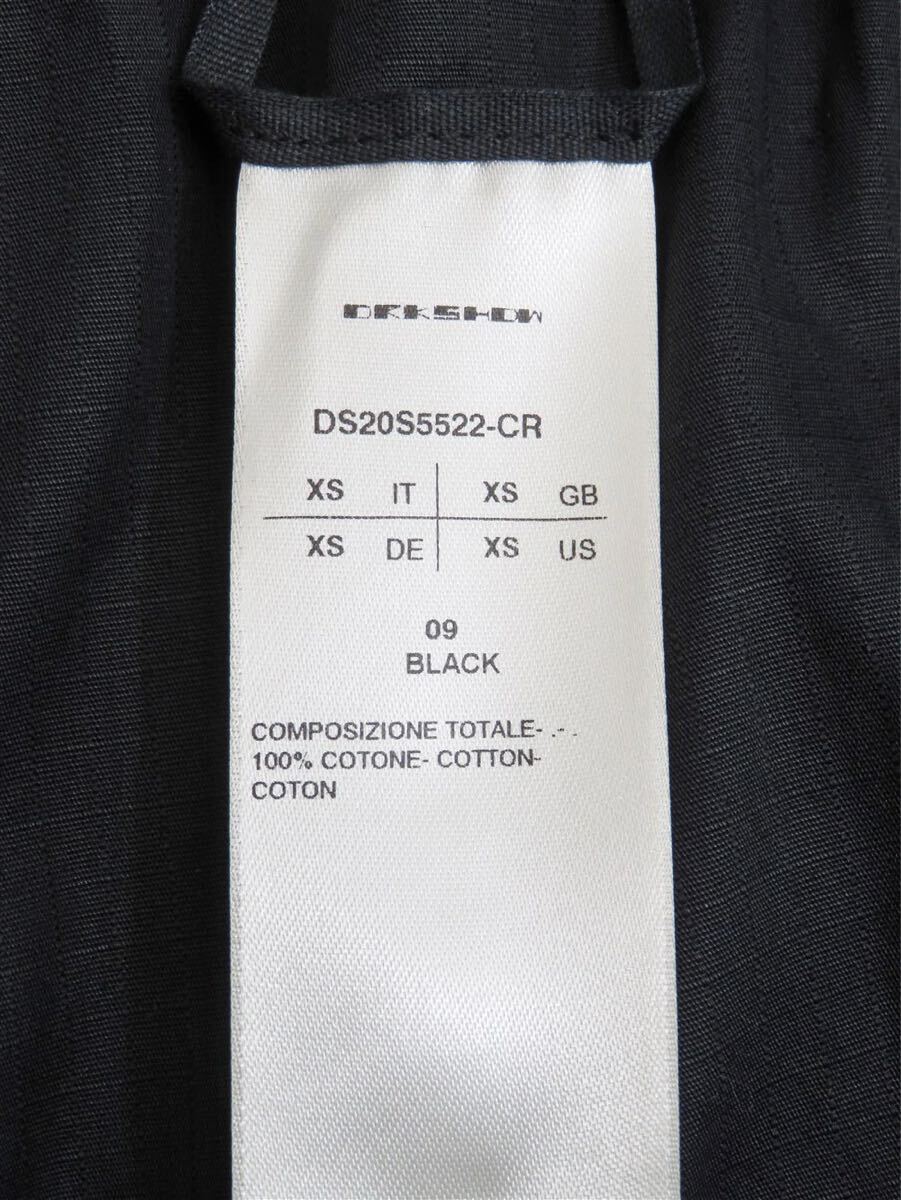 DRKSHDW
DS20S5522-CR
XS IT XS GB
XS DE XS US
09
BLACK
COMPOSIZIONE TOTALE- .- .
100% COTONE- COTTON-
COTON